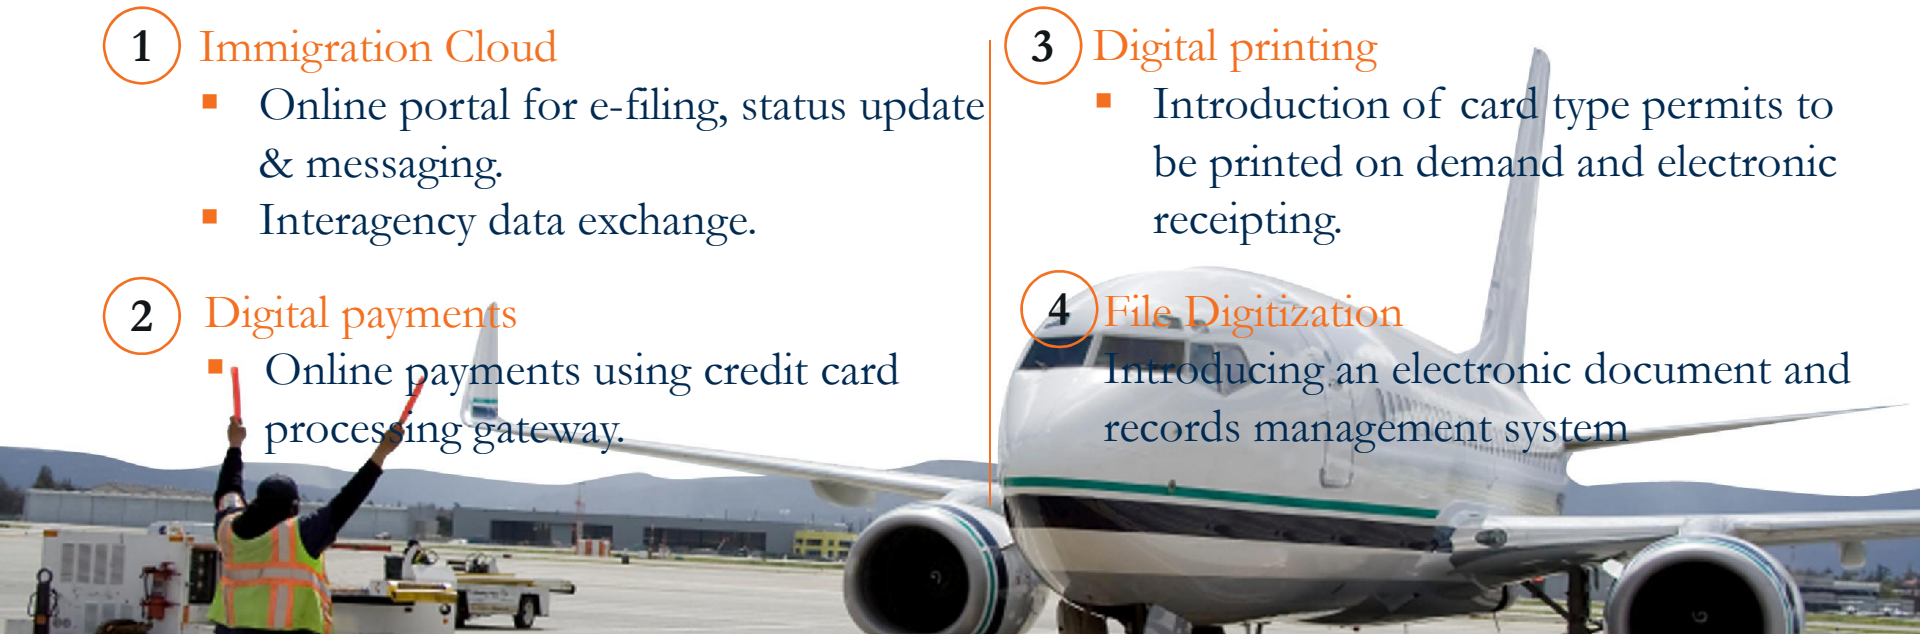 1 Immigration Cloud
▪ Online portal for e-filing, status update
& messaging.
▪ Interagency data exchange.
2 Digital payments
▪ Online payments using credit card
processing gateway.
3 Digital printing
▪ Introduction of card type permits to
be printed on demand and electronic
receipting.
4 File Digitization
Introducing an electronic document and
records management system